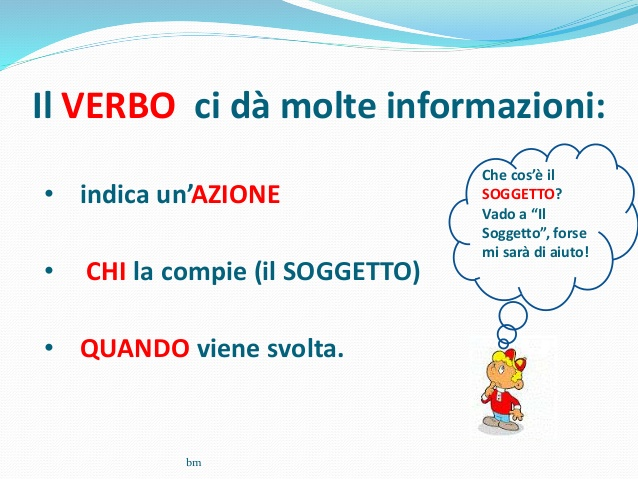 Il VERBO ci dà molte informazioni:
• indica un’AZIONE
• CHI la compie (il SOGGETTO)
• QUANDO viene svolta.
Che cos’è il
SOGGETTO?
Vado a “Il
Soggetto”, forse
mi sarà di aiuto!
bm